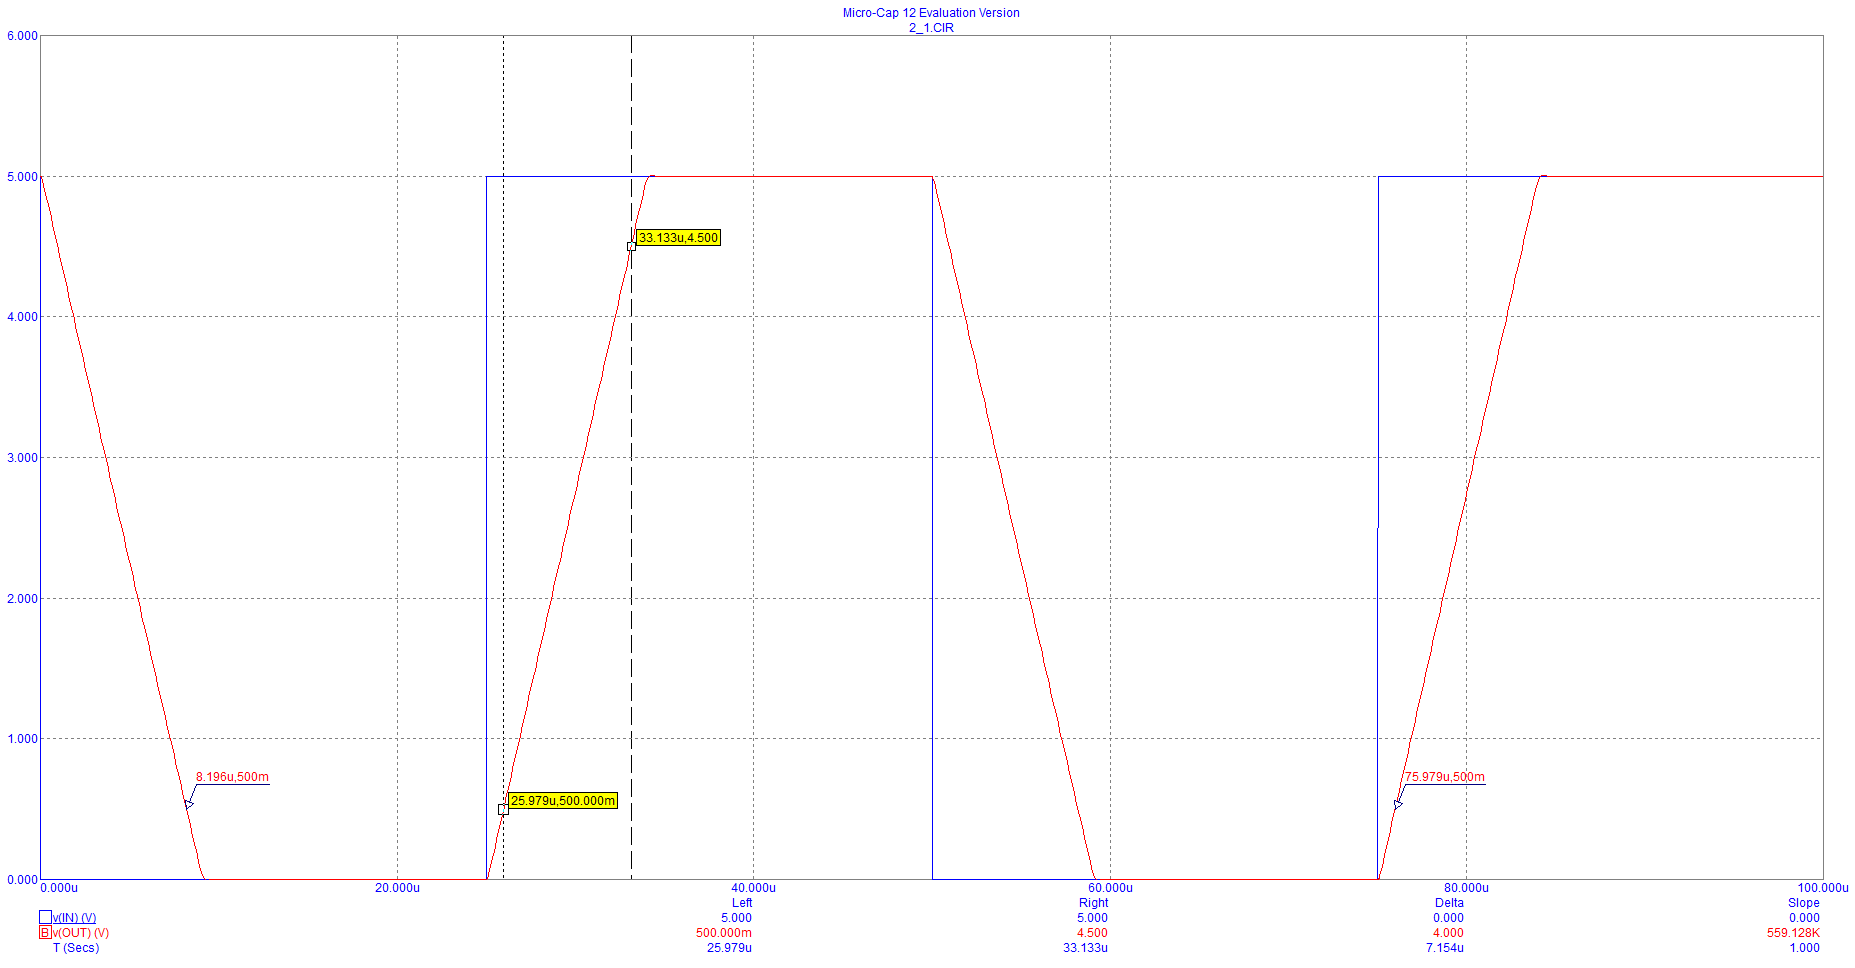 Micro-Cap 12 Evaluation Version
2_1.CIR
6.000
5.000
33.133u,4.500
4.000
3.000
2.000
1.000
8.196u,500m
75.979u,500m
25.979u,500.000m
0.000
0.000u 20.000u 40.000u 60.000u 80.000u 100.000u
Left Right Delta Slope
v(IN) (V) 5.000 5.000 0.000 0.000
B v(OUT) (V) 500.000m 4.500 4.000 559.128K
T (Secs) 25.979u 33.133u 7.154u 1.000